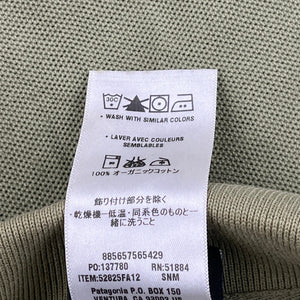 30C
• WASH WITH SIMILAR COLORS
• LAVER AVEC COULEURS
SEMBLABLES
100% オーガニックコットン
飾り付け部分を除く
・乾燥機－低温・同系色のものと一
緒に洗うこと
885657565429
PO:137780 RN:51884
ITEM:52825FA12 SNM
Patagonia P.O. BOX 150
VENTURA, CA 93003